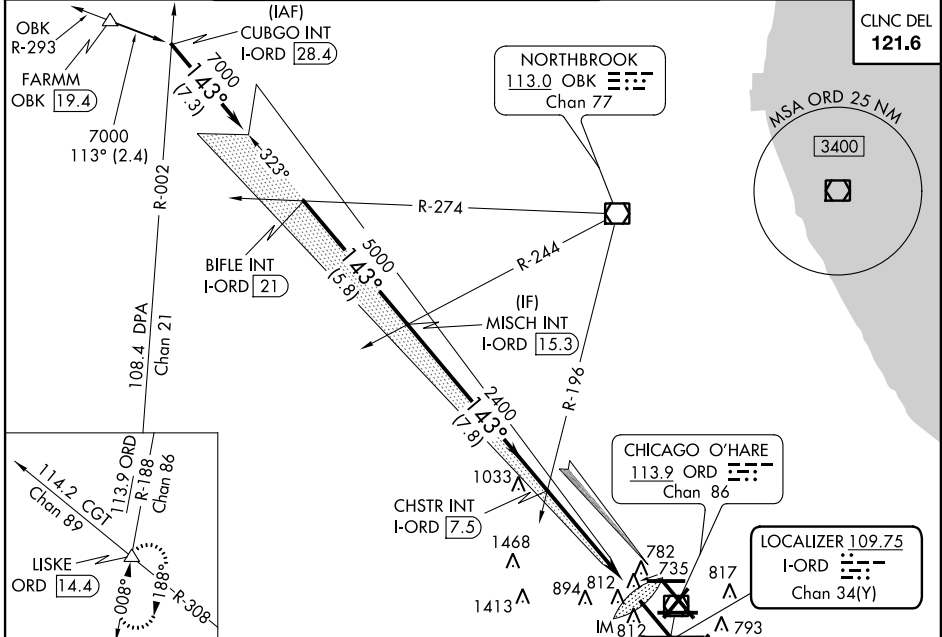 CLNC DEL
121.6
OBK
R-293
FARMM
OBK 19.4
7000
113° (2.4)
(IAF)
CUBGO INT
I-ORD 28.4
7000
143°
(7.3)
323°
R-002
108.4 DPA
Chan 21
NORTHBROOK
113.0 OBK
Chan 77
MSA ORD 25 NM
3400
R-274
R-244
R-196
BIFLE INT
I-ORD 21
5000
143°
(5.8)
(IF)
MISCH INT
I-ORD 15.3
2400
143°
(7.8)
1033
CHSTR INT
I-ORD 7.5
CHICAGO O'HARE
113.9 ORD
Chan 86
LOCALIZER 109.75
I-ORD
Chan 34(Y)
1468
1413
894
812
782
735
817
IM
812
793
114.2 CGT
Chan 89
113.9 ORD
R-188
Chan 86
LISKE
ORD 14.4
008°
188°
R-308